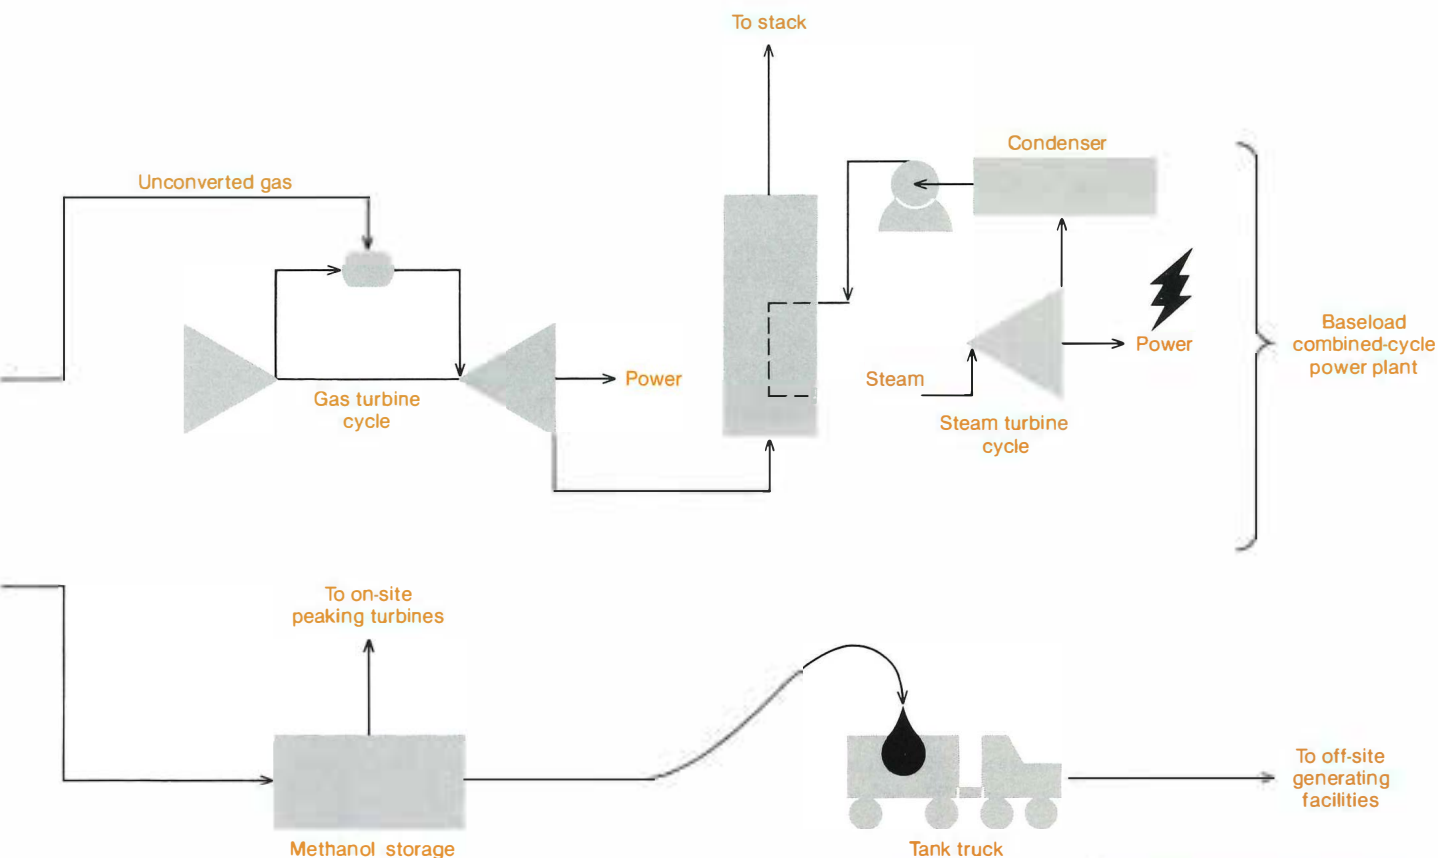 To stack
Condenser
Unconverted gas
Baseload
combined-cycle
power plant
Power
Power
Steam
Gas turbine
cycle
Steam turbine
cycle
To on-site
peaking turbines
To off-site
generating
facilities
Methanol storage
Tank truck